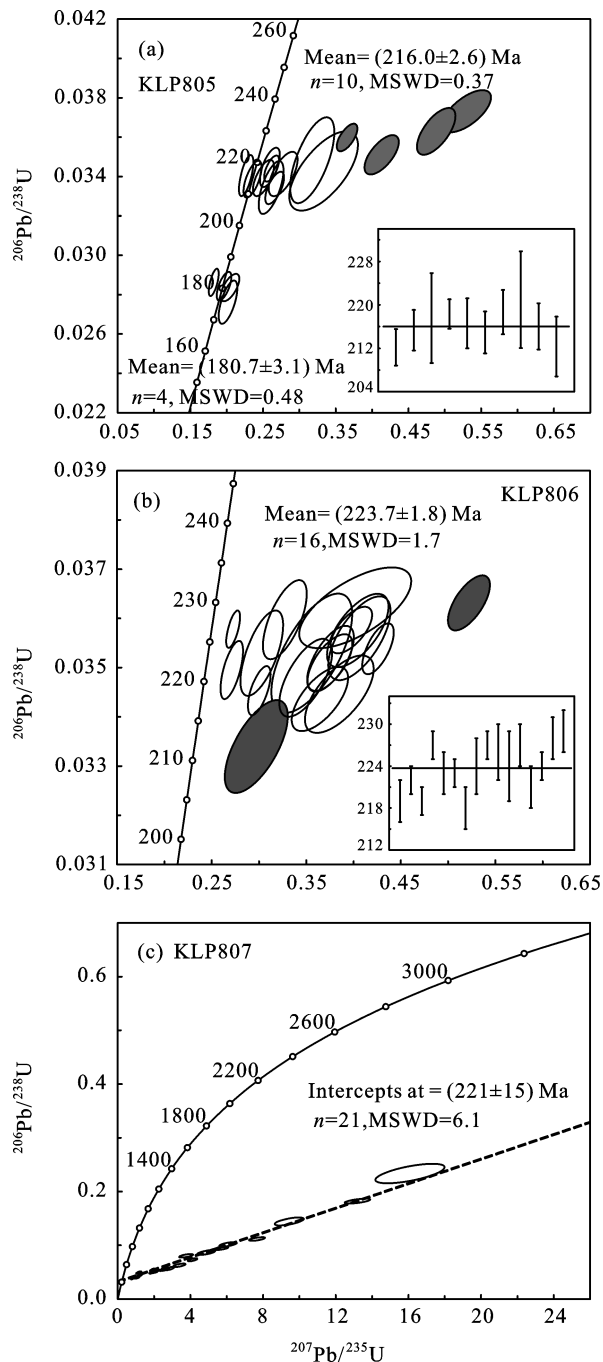 0.042
260
(a)
Mean= (216.0±2.6) Ma
n=10, MSWD=0.37
KLP805
0.038
240
0.034
220
²⁰⁶Pb/²³⁸U
0.030
200
228
220
212
204
180
0.026
160
Mean= (180.7±3.1) Ma
n=4, MSWD=0.48
0.022
0.05 0.15 0.25 0.35 0.45 0.55 0.65
0.039
(b)
KLP806
240
Mean= (223.7±1.8) Ma
n=16,MSWD=1.7
0.037
230
0.035
220
²⁰⁶Pb/²³⁸U
230
224
218
212
210
0.033
200
0.031
0.15 0.25 0.35 0.45 0.55 0.65
(c) KLP807
0.6
3000
2600
2200
0.4
²⁰⁶Pb/²³⁸U
Intercepts at = (221±15) Ma
n=21,MSWD=6.1
1800
1400
0.2
0.0
0 4 8 12 16 20 24
²⁰⁷Pb/²³⁵U